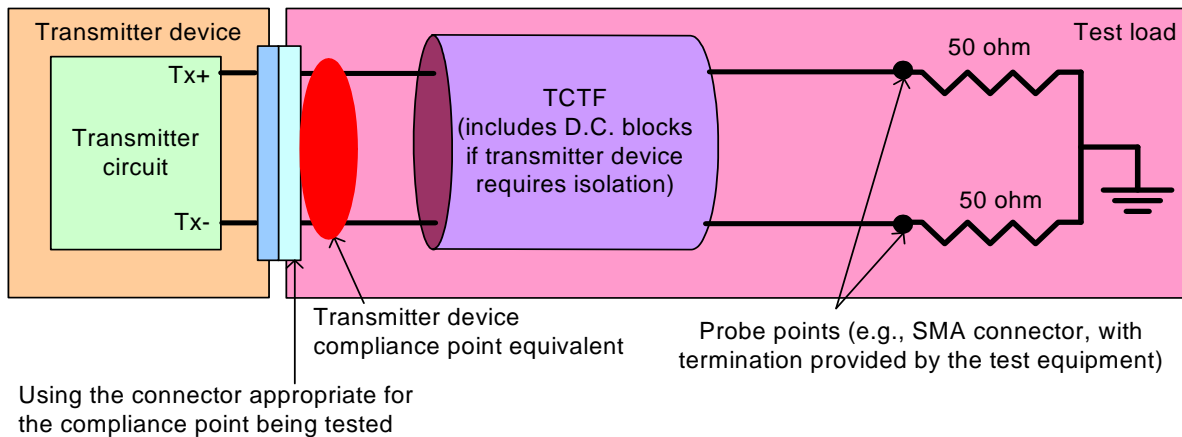 Transmitter device
Test load
Tx+
50 ohm
Transmitter
circuit
TCTF
(includes D.C. blocks
if transmitter device
requires isolation)
Tx-
50 ohm
Transmitter device
compliance point equivalent
Probe points (e.g., SMA connector, with
termination provided by the test equipment)
Using the connector appropriate for
the compliance point being tested